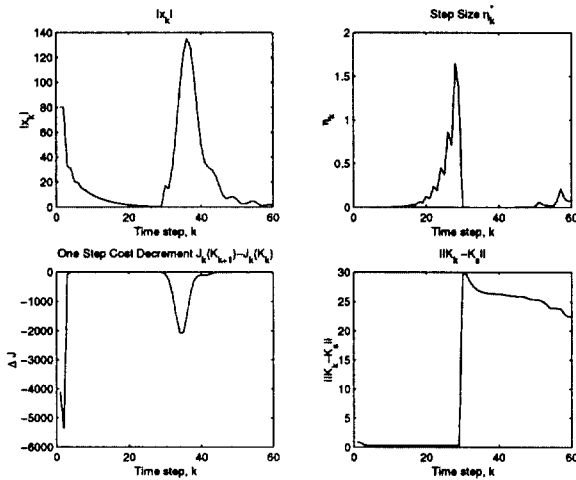 |x_k|
140
120
100
80
60
40
20
0
|x_k|
0 20 40 60
Time step, k
Step Size η*_k
2
1.5
1
0.5
0
η_k
0 20 40 60
Time step, k
One Step Cost Decrement J_k(K_{k+1})-J_k(K_k)
0
-1000
-2000
-3000
-4000
-5000
-6000
Δ J
0 20 40 60
Time step, k
||K_k-K_s||
30
25
20
15
10
5
0
||K_k-K_s||
0 20 40 60
Time step, k